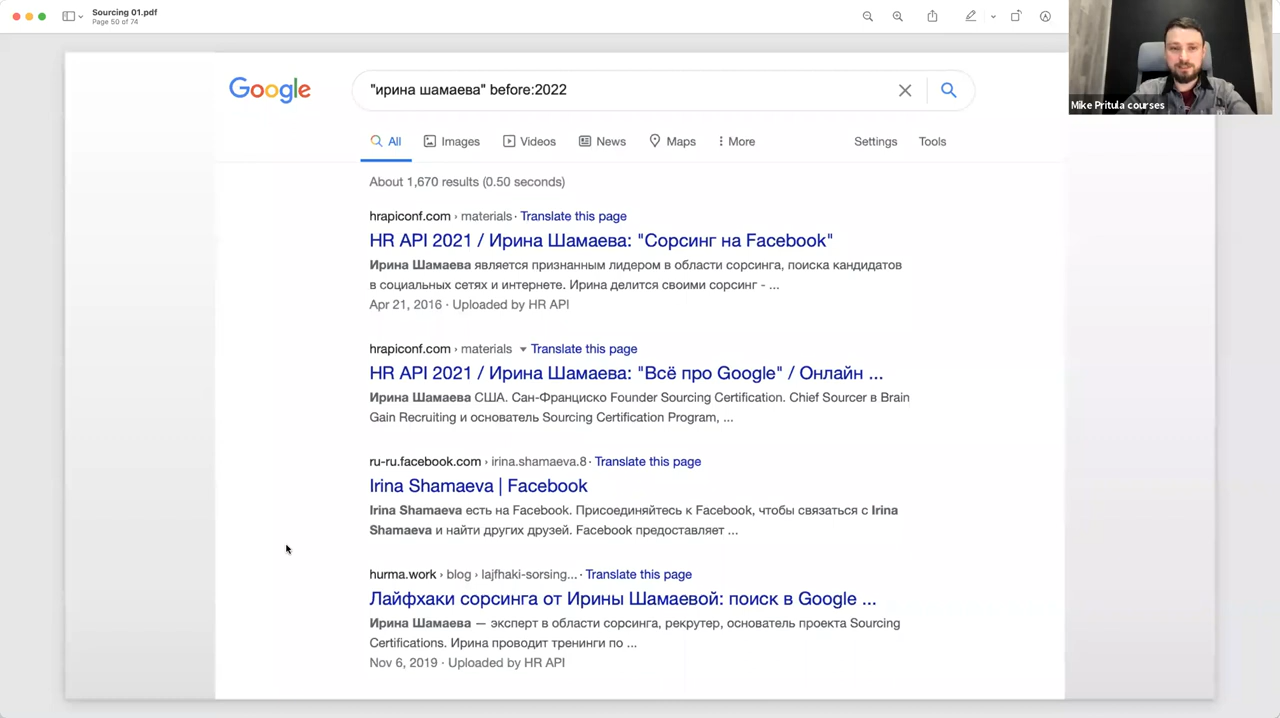 Sourcing 01.pdf
Page 50 of 74
Mike Pritula courses
Google
"ирина шамаева" before:2022
All Images Videos News Maps More Settings Tools
About 1,670 results (0.50 seconds)
hrapiconf.com › materials · Translate this page
HR API 2021 / Ирина Шамаева: "Сорсинг на Facebook"
Ирина Шамаева является признанным лидером в области сорсинга, поиска кандидатов
в социальных сетях и интернете. Ирина делится своими сорсинг - ...
Apr 21, 2016 · Uploaded by HR API
hrapiconf.com › materials Translate this page
HR API 2021 / Ирина Шамаева: "Всё про Google" / Онлайн ...
Ирина Шамаева США. Сан-Франциско Founder Sourcing Certification. Chief Sourcer в Brain
Gain Recruiting и основатель Sourcing Certification Program, ...
ru-ru.facebook.com › irina.shamaeva.8 · Translate this page
Irina Shamaeva | Facebook
Irina Shamaeva есть на Facebook. Присоединяйтесь к Facebook, чтобы связаться с Irina
Shamaeva и найти других друзей. Facebook предоставляет ...
hurma.work › blog › lajfhaki-sorsing... · Translate this page
Лайфхаки сорсинга от Ирины Шамаевой: поиск в Google ...
Ирина Шамаева — эксперт в области сорсинга, рекрутер, основатель проекта Sourcing
Certifications. Ирина проводит тренинги по ...
Nov 6, 2019 · Uploaded by HR API